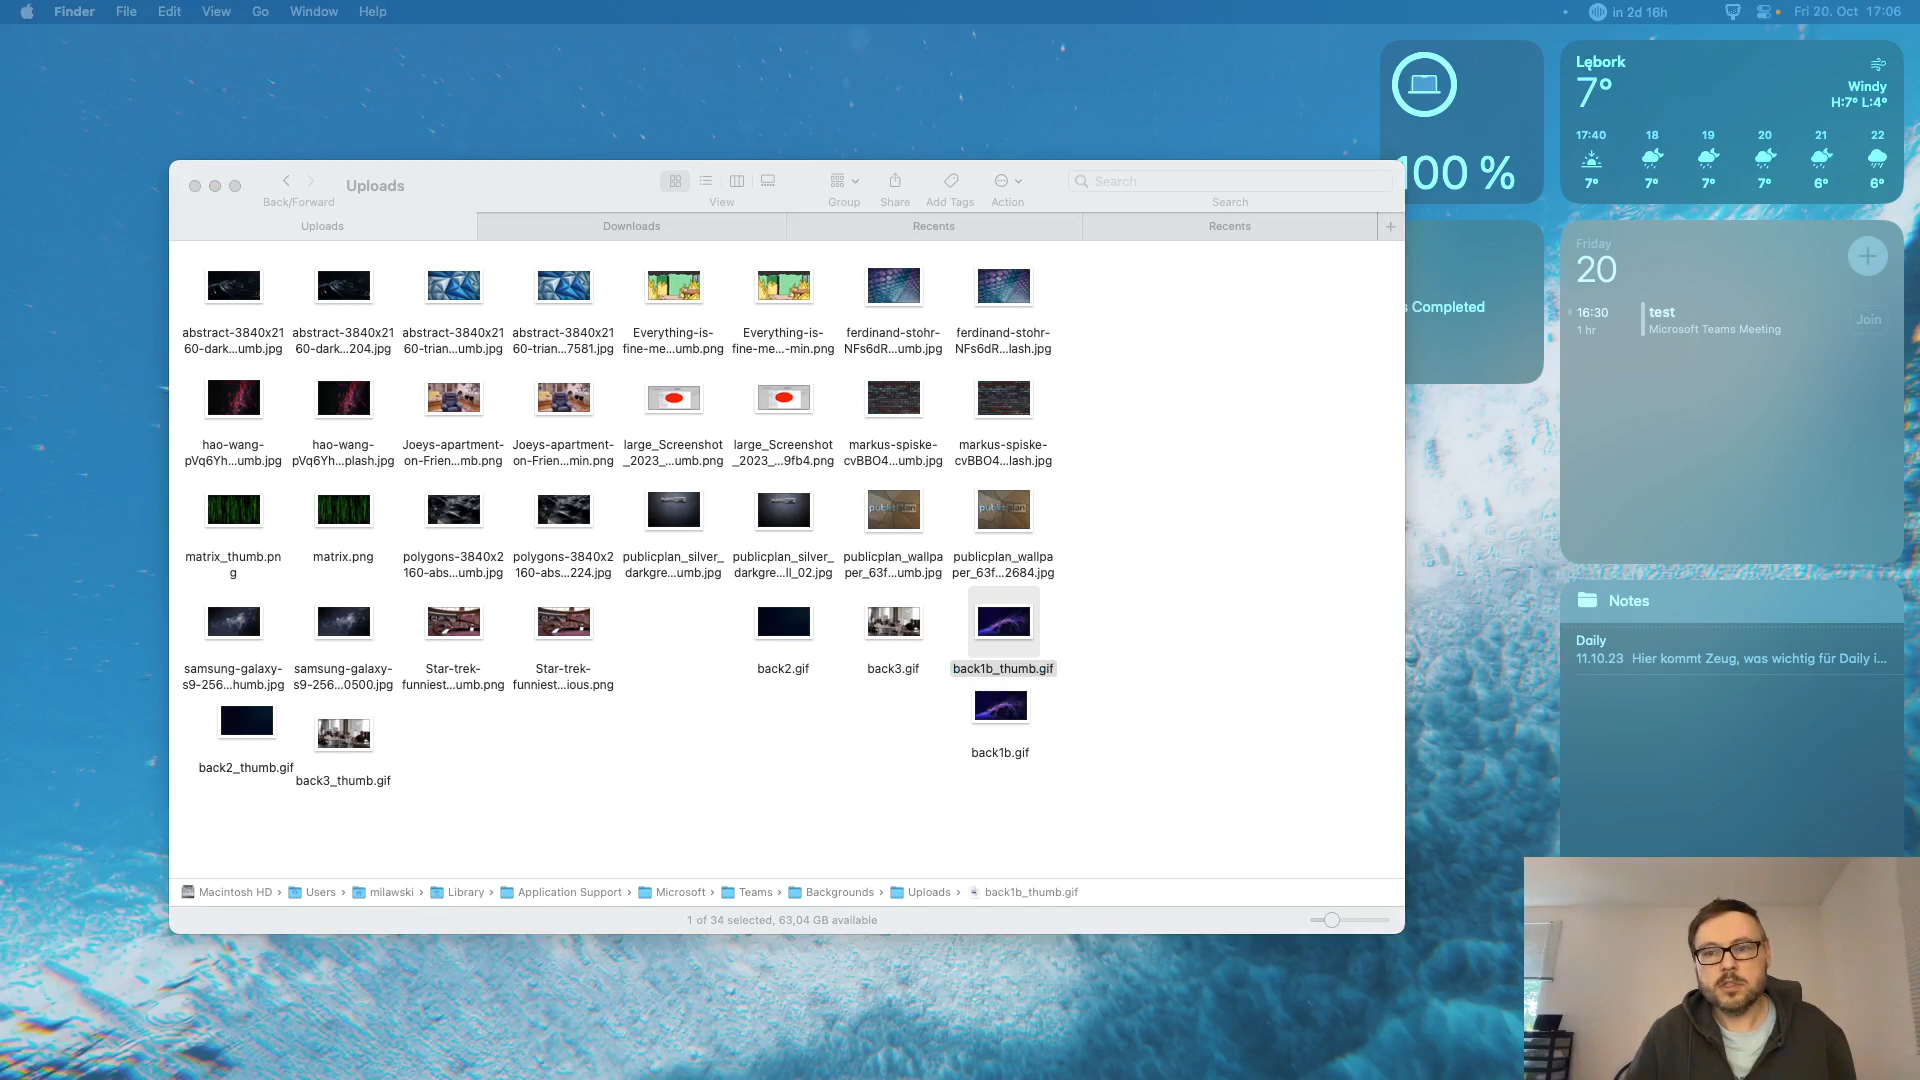 Finder File Edit View Go Window Help
in 2d 16h Fri 20. Oct 17:06
Lębork
7°
Windy
H:7° L:4°
17:40 18 19 20 21 22
7° 7° 7° 7° 6° 6°
100 %
Uploads
Back/Forward View Group Share Add Tags Action Search
Search
Uploads Downloads Recents Recents
abstract-3840x21
60-dark...umb.jpg
abstract-3840x21
60-dark...204.jpg
abstract-3840x21
60-trian...umb.jpg
abstract-3840x21
60-trian...7581.jpg
Everything-is-
fine-me...umb.png
Everything-is-
fine-me...-min.png
ferdinand-stohr-
NFs6dR...umb.jpg
ferdinand-stohr-
NFs6dR...lash.jpg
hao-wang-
pVq6Yh...umb.jpg
hao-wang-
pVq6Yh...plash.jpg
Joeys-apartment-
on-Frien...mb.png
Joeys-apartment-
on-Frien...min.png
large_Screenshot
_2023_...umb.png
large_Screenshot
_2023_...9fb4.png
markus-spiske-
cvBBO4...umb.jpg
markus-spiske-
cvBBO4...lash.jpg
publicplan
publicplan
matrix_thumb.pn
g
matrix.png
polygons-3840x2
160-abs...umb.jpg
polygons-3840x2
160-abs...224.jpg
publicplan_silver_
darkgre...umb.jpg
publicplan_silver_
darkgre...ll_02.jpg
publicplan_wallpa
per_63f...umb.jpg
publicplan_wallpa
per_63f...2684.jpg
samsung-galaxy-
s9-256...humb.jpg
samsung-galaxy-
s9-256...0500.jpg
Star-trek-
funniest...umb.png
Star-trek-
funniest...ious.png
back2.gif
back3.gif
back1b_thumb.gif
back2_thumb.gif
back3_thumb.gif
back1b.gif
Macintosh HD › Users › milawski › Library › Application Support › Microsoft › Teams › Backgrounds › Uploads › back1b_thumb.gif
1 of 34 selected, 63,04 GB available
s Completed
Friday
20
16:30 test
1 hr Microsoft Teams Meeting
Join
Notes
Daily
11.10.23 Hier kommt Zeug, was wichtig für Daily i...